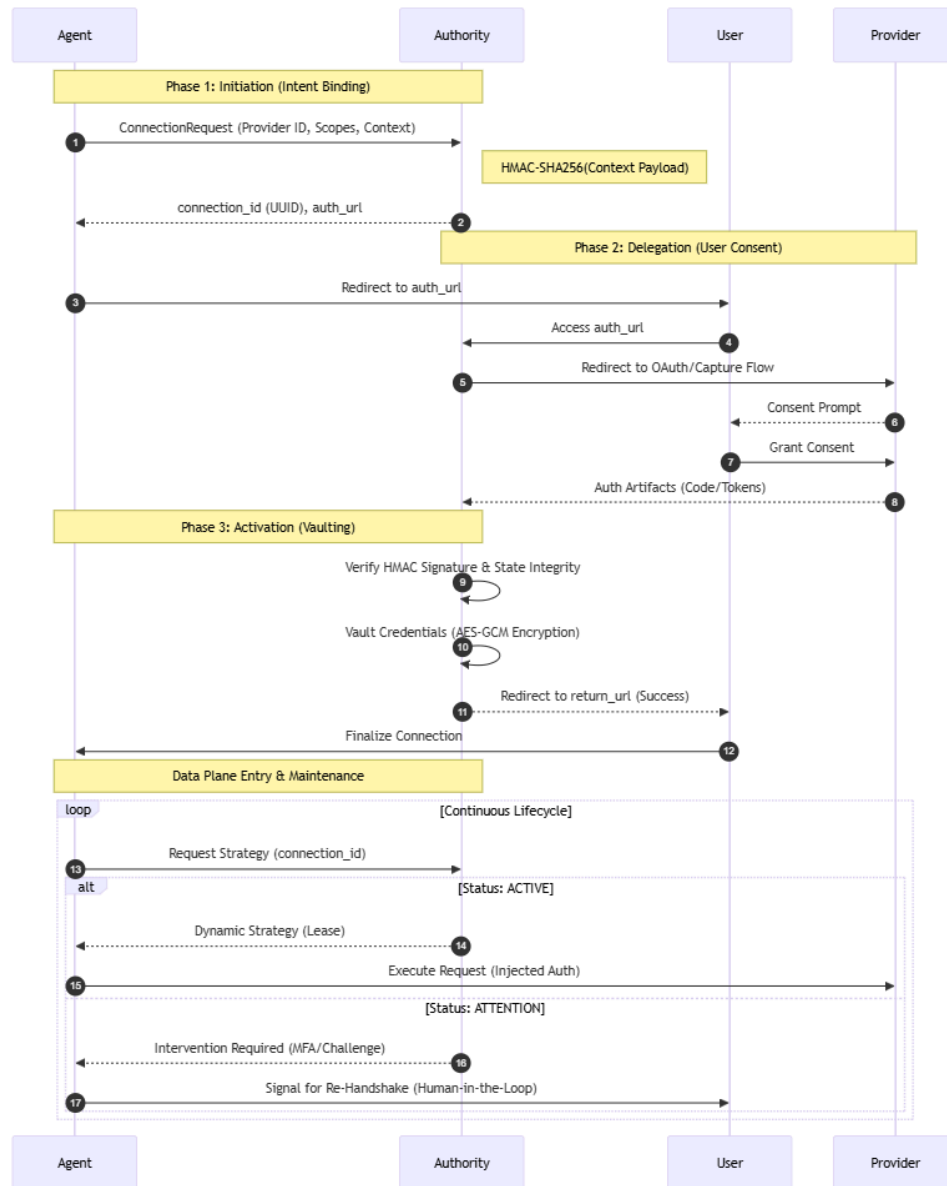 Agent
Authority
User
Provider
Phase 1: Initiation (Intent Binding)
ConnectionRequest (Provider ID, Scopes, Context)
1
HMAC-SHA256(Context Payload)
connection_id (UUID), auth_url
2
Phase 2: Delegation (User Consent)
Redirect to auth_url
3
Access auth_url
4
Redirect to OAuth/Capture Flow
5
Consent Prompt
6
Grant Consent
7
Auth Artifacts (Code/Tokens)
8
Phase 3: Activation (Vaulting)
Verify HMAC Signature & State Integrity
9
Vault Credentials (AES-GCM Encryption)
10
Redirect to return_url (Success)
11
Finalize Connection
12
Data Plane Entry & Maintenance
loop
[Continuous Lifecycle]
Request Strategy (connection_id)
13
alt
[Status: ACTIVE]
Dynamic Strategy (Lease)
14
Execute Request (Injected Auth)
15
[Status: ATTENTION]
Intervention Required (MFA/Challenge)
16
Signal for Re-Handshake (Human-in-the-Loop)
17
Agent
Authority
User
Provider